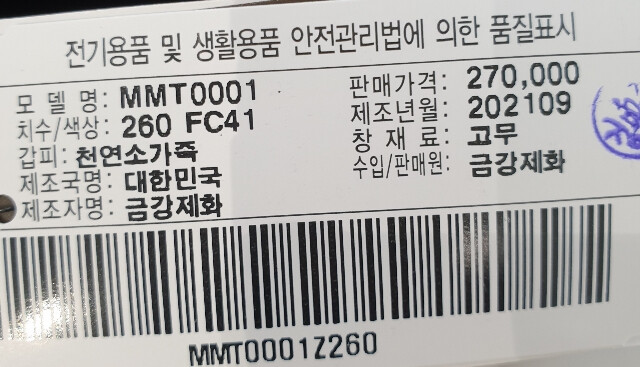 전기용품 및 생활용품 안전관리법에 의한 품질표시
모 델 명: MMT0001 판매가격: 270,000
치수/색상: 260 FC41 제조년월: 202109
갑피: 천연소가죽 창 재 료: 고무
제조국명: 대한민국 수입/판매원: 금강제화
제조자명: 금강제화
MMT0001Z260